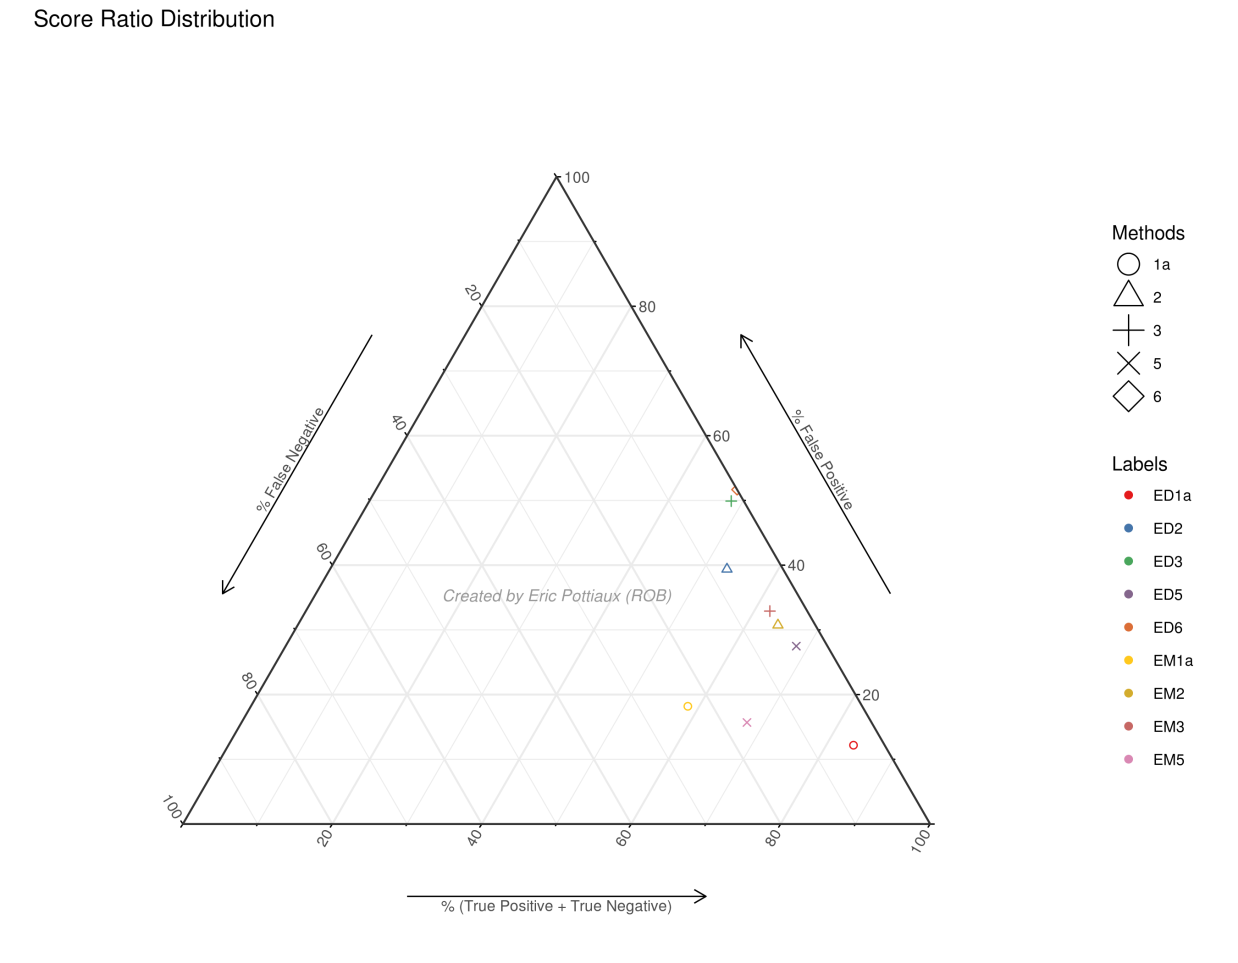 Score Ratio Distribution
100
20
80
40
60
% False Negative
% False Positive
60
40
Created by Eric Pottiaux (ROB)
80
20
100
20
40
60
80
100
% (True Positive + True Negative)
Methods
1a
2
3
5
6
Labels
ED1a
ED2
ED3
ED5
ED6
EM1a
EM2
EM3
EM5